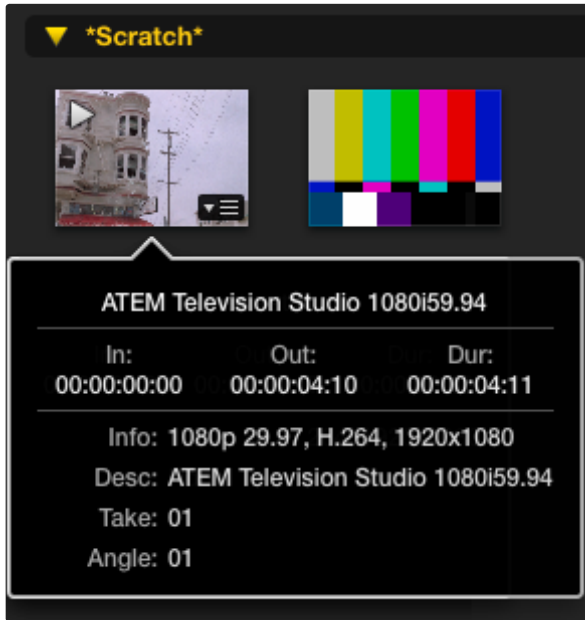 *Scratch*
ATEM Television Studio 1080i59.94
In: Out: Dur:
00:00:00:00 00:00:04:10 00:00:04:11
Info: 1080p 29.97, H.264, 1920x1080
Desc: ATEM Television Studio 1080i59.94
Take: 01
Angle: 01